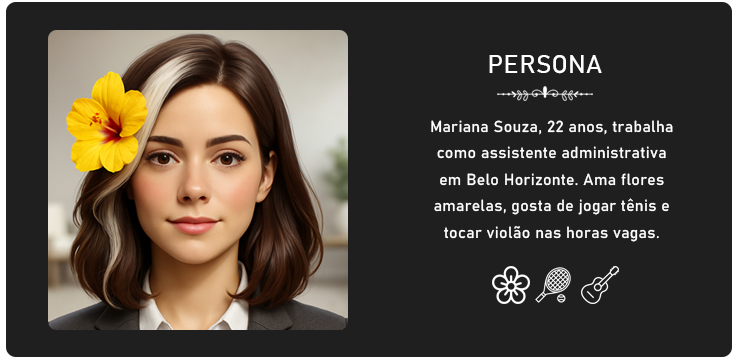 PERSONA
Mariana Souza, 22 anos, trabalha
como assistente administrativa
em Belo Horizonte. Ama flores
amarelas, gosta de jogar tênis e
tocar violão nas horas vagas.